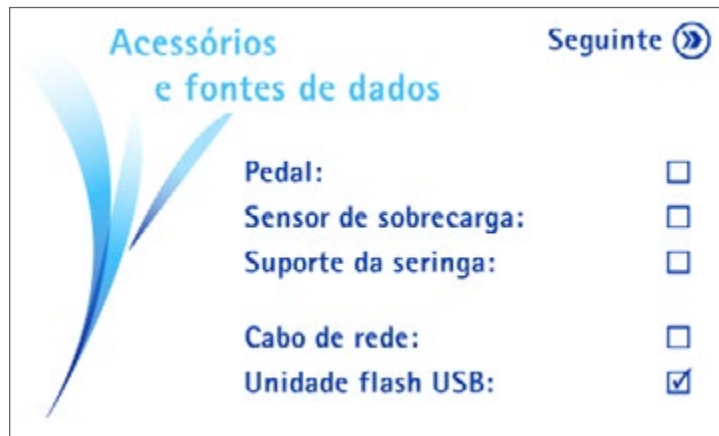 Acessórios
e fontes de dados
Seguinte
Pedal:
Sensor de sobrecarga:
Suporte da seringa:
Cabo de rede:
Unidade flash USB: